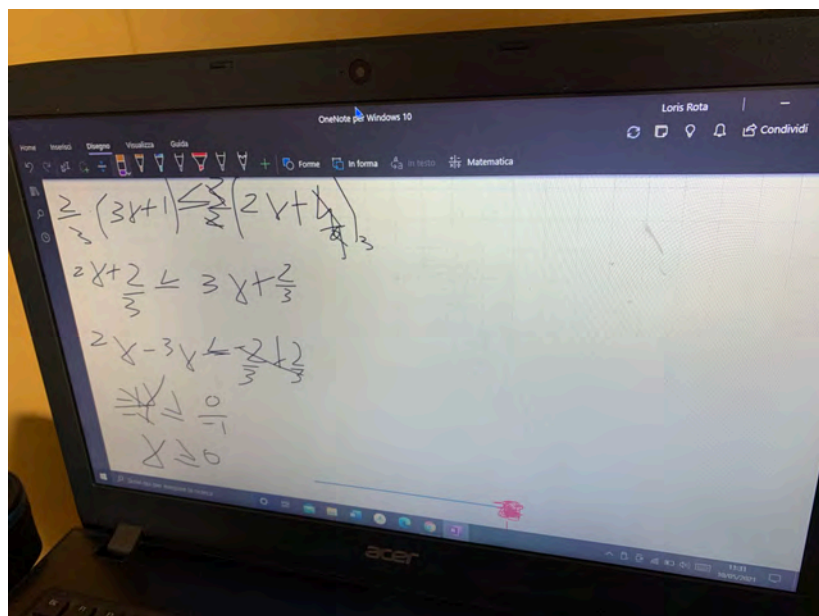 OneNote per Windows 10
Loris Rota
Home Inserisci Disegno Visualizza Guida
Forme In forma in testo Matematica
Condividi
2/3 (3x+1) ≤ 3/2 (2x+
2x+2/3 ≤ 3x+2/3
2x-3x ≤ -2/3+2/3
0/-1
x ≥ 0
acer